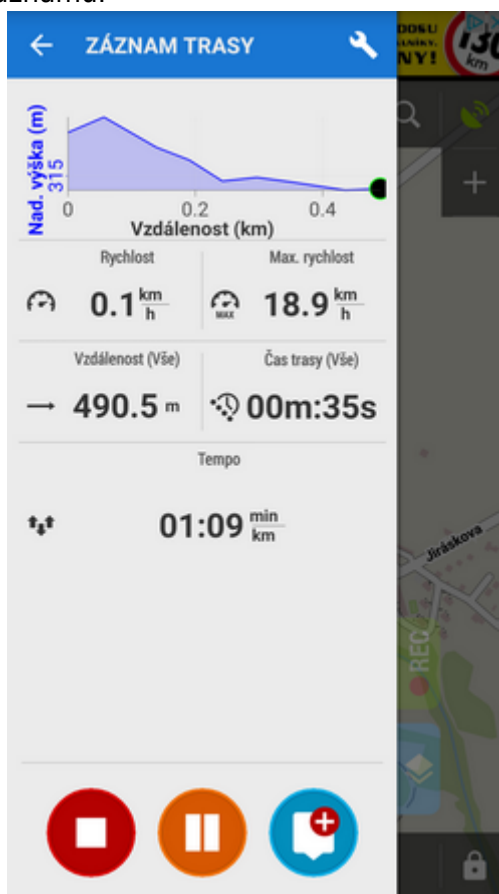 ZÁZNAM TRASY
Nad. výška (m)
315
0 0.2 0.4
Vzdálenost (km)
Rychlost Max. rychlost
0.1 km/h MAX 18.9 km/h
Vzdálenost (Vše) Čas trasy (Vše)
490.5 m 00m:35s
Tempo
01:09 min/km
Jiráskova
REC
NY!
km